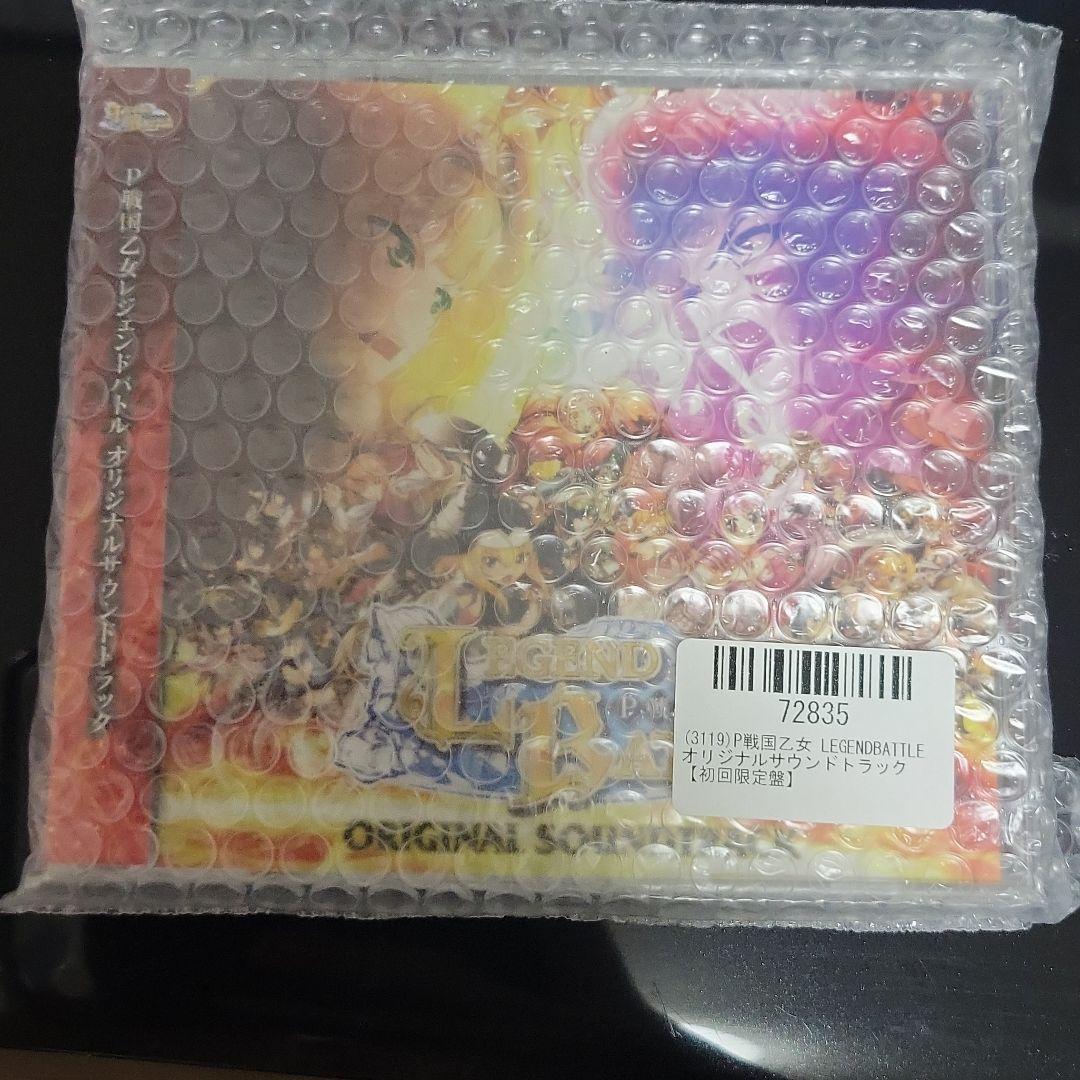 P戦国乙女レジェンドバトル オリジナルサウンドトラック
LEGEND
P 戦
BA
ORIGINAL SOUNDTRACK
72835
(3119)P戦国乙女 LEGENDBATTLE
オリジナルサウンドトラック
【初回限定盤】